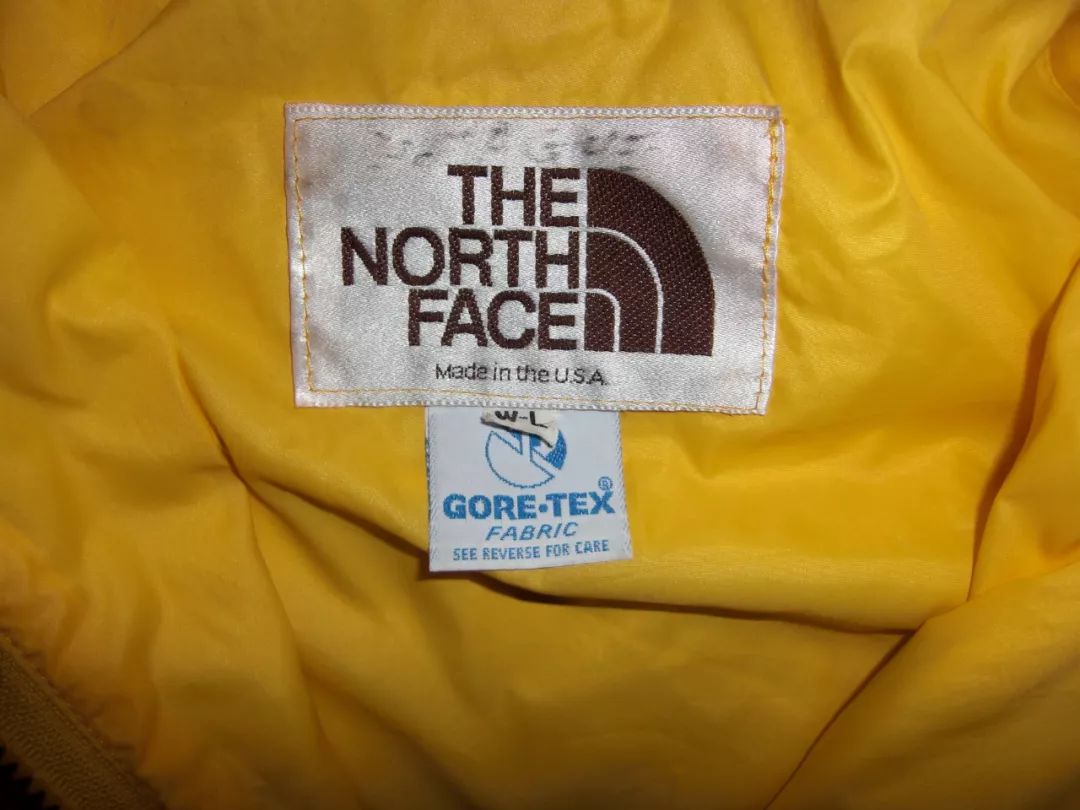 THE
NORTH
FACE
Made in the U.S.A.
W-L
GORE-TEX®
FABRIC
SEE REVERSE FOR CARE